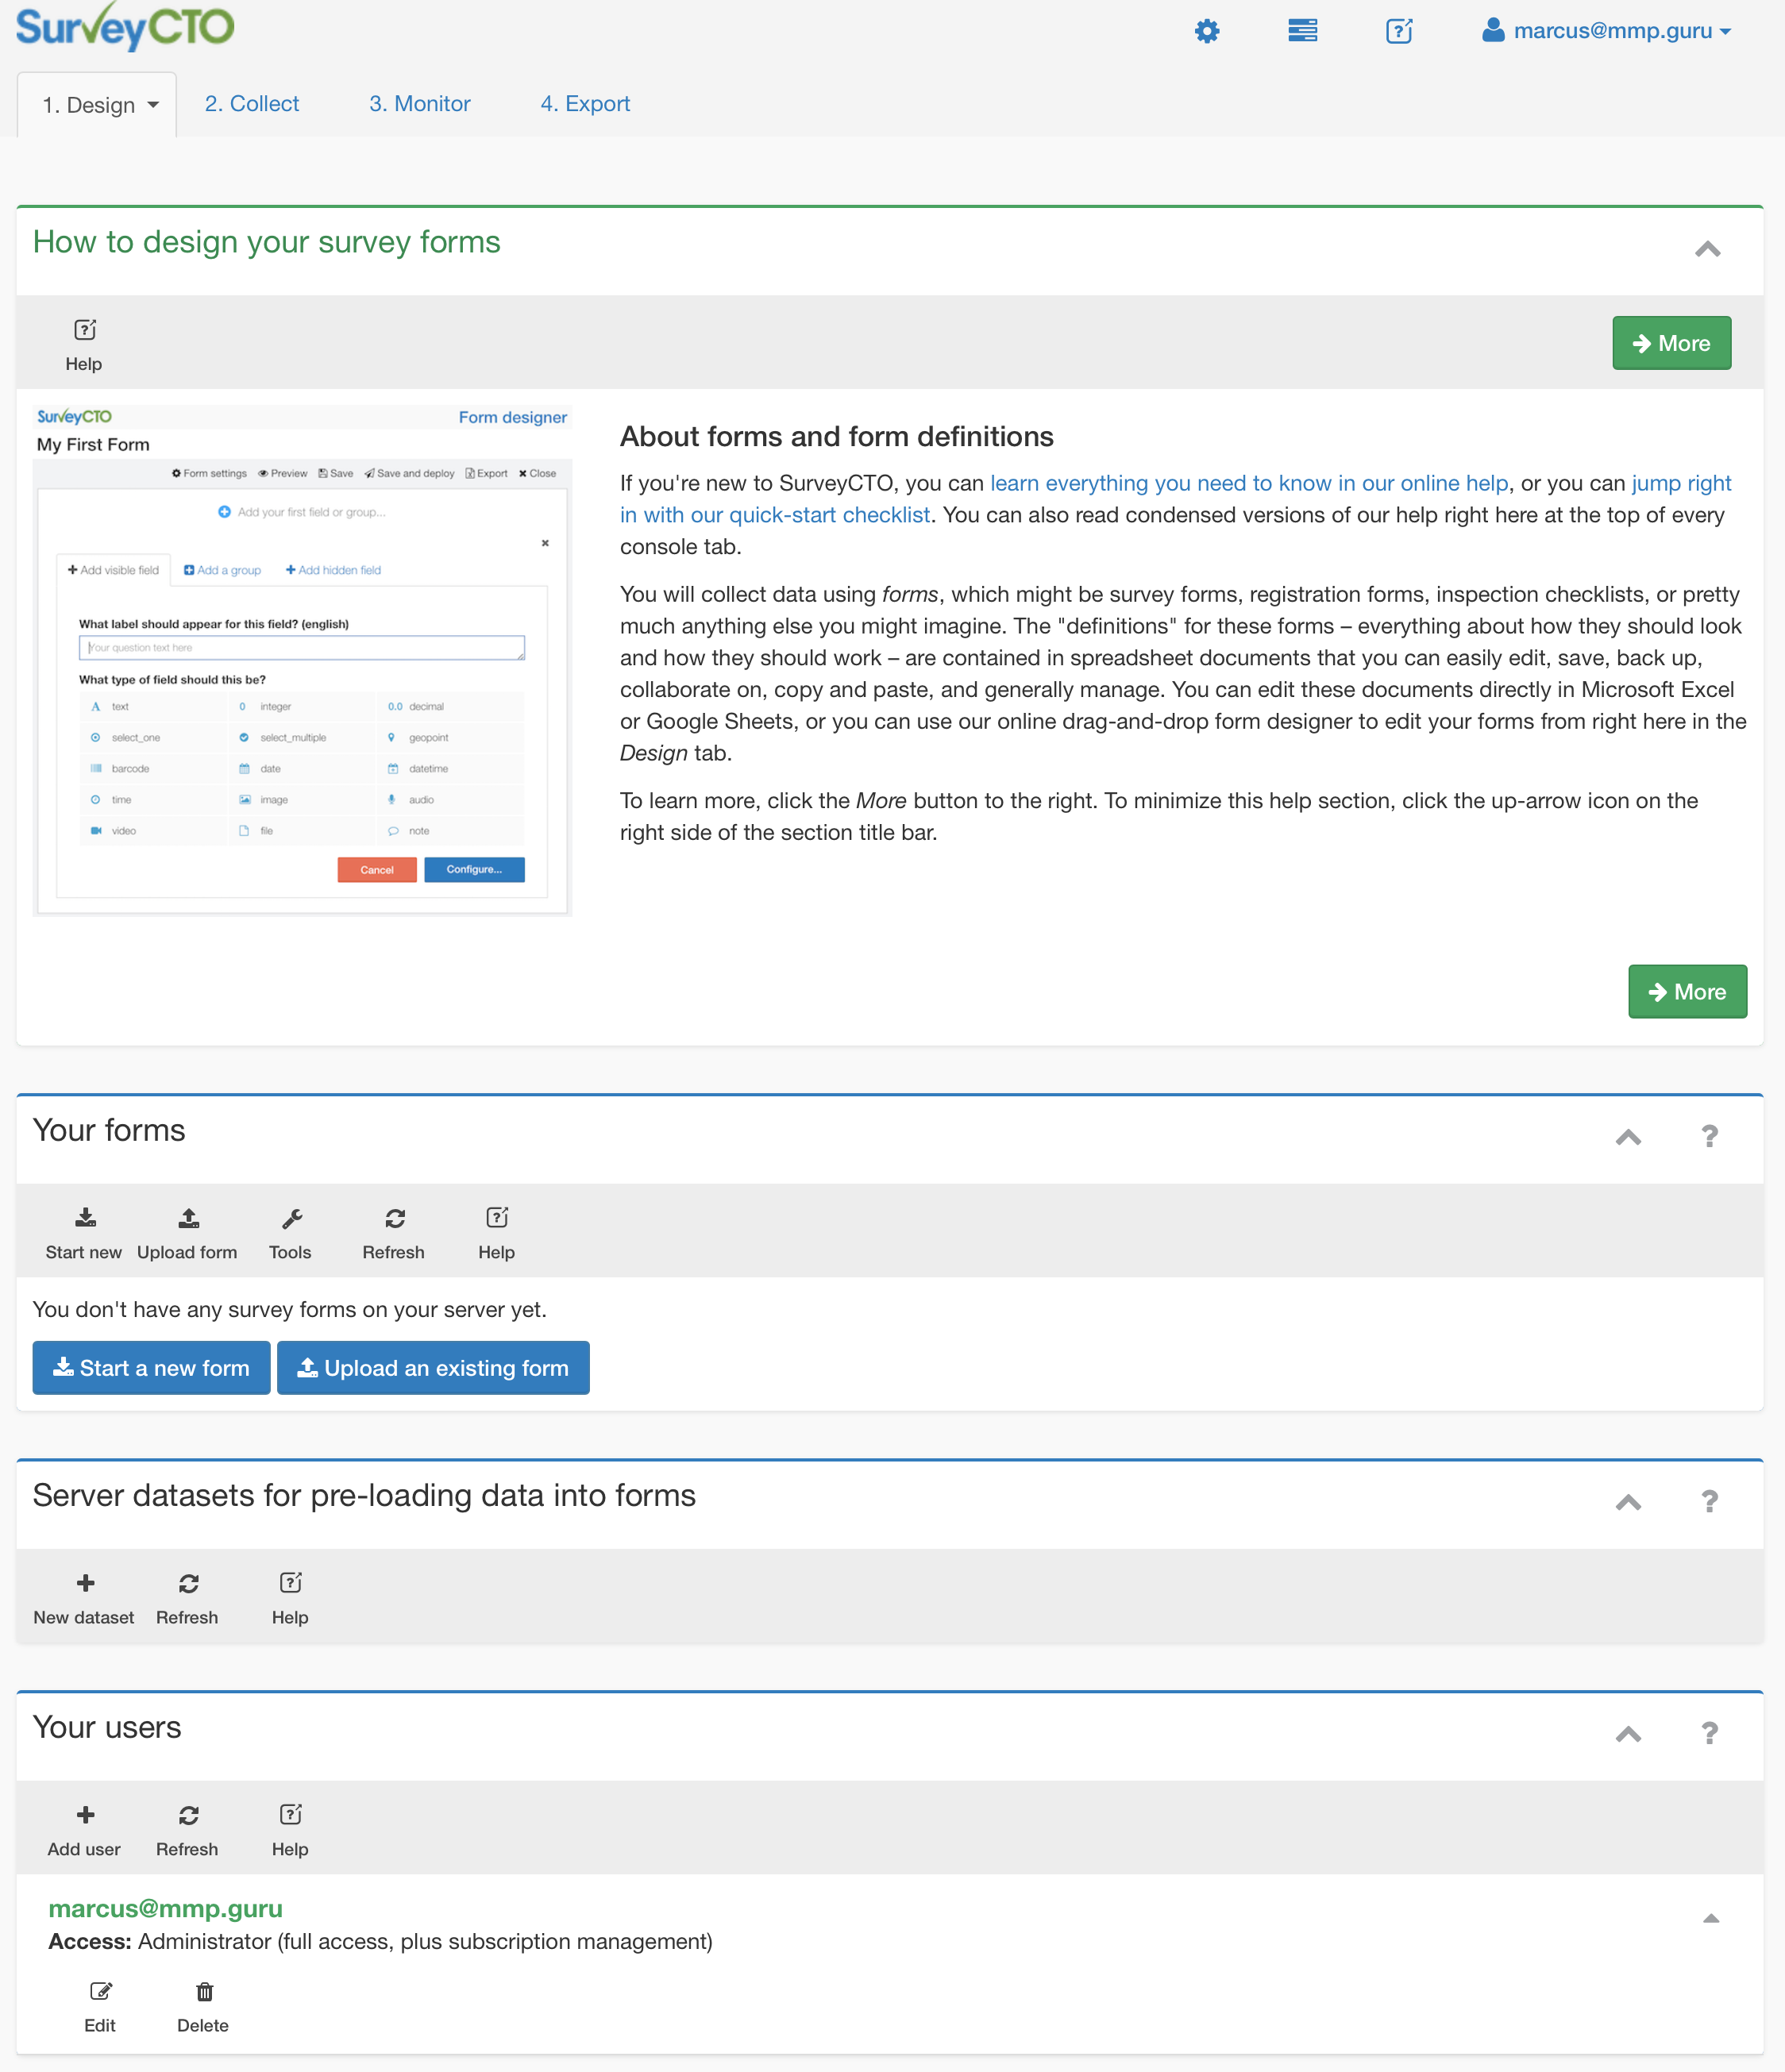 SurveyCTO
marcus@mmp.guru
1. Design
2. Collect
3. Monitor
4. Export
How to design your survey forms
Help
More
SurveyCTO
Form designer
My First Form
Form settings
Preview
Save
Save and deploy
Export
Close
Add your first field or group...
Add visible field
Add a group
Add hidden field
What label should appear for this field? (english)
Your question text here
What type of field should this be?
text
integer
decimal
select_one
select_multiple
geopoint
barcode
date
datetime
time
image
audio
video
file
note
Cancel
Configure...
About forms and form definitions
If you're new to SurveyCTO, you can learn everything you need to know in our online help, or you can jump right
in with our quick-start checklist. You can also read condensed versions of our help right here at the top of every
console tab.
You will collect data using forms, which might be survey forms, registration forms, inspection checklists, or pretty
much anything else you might imagine. The "definitions" for these forms – everything about how they should look
and how they should work – are contained in spreadsheet documents that you can easily edit, save, back up,
collaborate on, copy and paste, and generally manage. You can edit these documents directly in Microsoft Excel
or Google Sheets, or you can use our online drag-and-drop form designer to edit your forms from right here in the
Design tab.
To learn more, click the More button to the right. To minimize this help section, click the up-arrow icon on the
right side of the section title bar.
More
Your forms
?
Start new
Upload form
Tools
Refresh
Help
You don't have any survey forms on your server yet.
Start a new form
Upload an existing form
Server datasets for pre-loading data into forms
?
New dataset
Refresh
Help
Your users
?
Add user
Refresh
Help
marcus@mmp.guru
Access: Administrator (full access, plus subscription management)
Edit
Delete